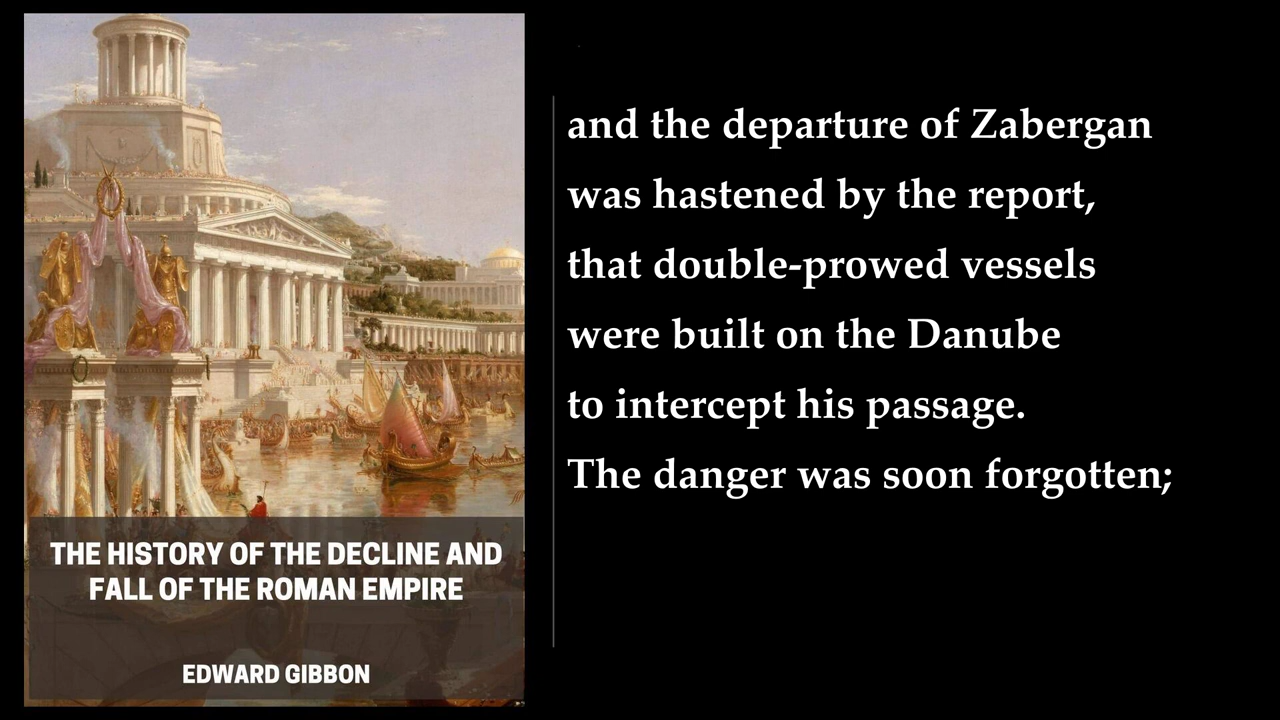 THE HISTORY OF THE DECLINE AND
FALL OF THE ROMAN EMPIRE
EDWARD GIBBON
and the departure of Zabergan
was hastened by the report,
that double-prowed vessels
were built on the Danube
to intercept his passage.
The danger was soon forgotten;